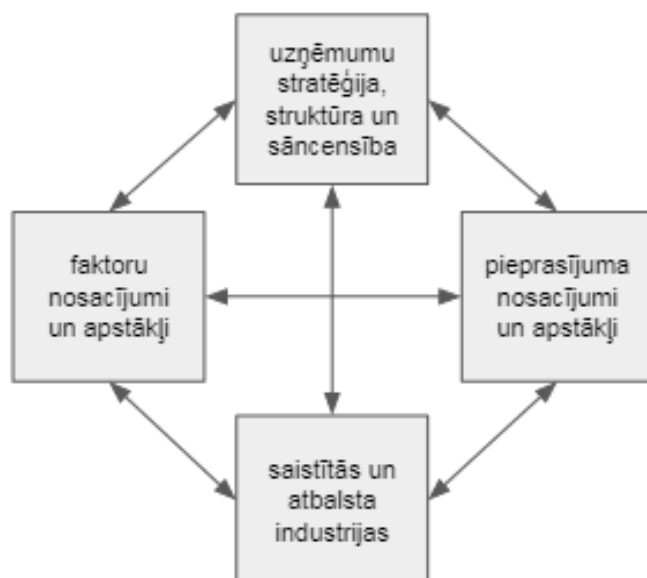 uzņēmumu
stratēģija,
struktūra un
sāncensība
faktoru
nosacījumi
un apstākļi
pieprasījuma
nosacījumi
un apstākļi
saistītās un
atbalsta
industrijas